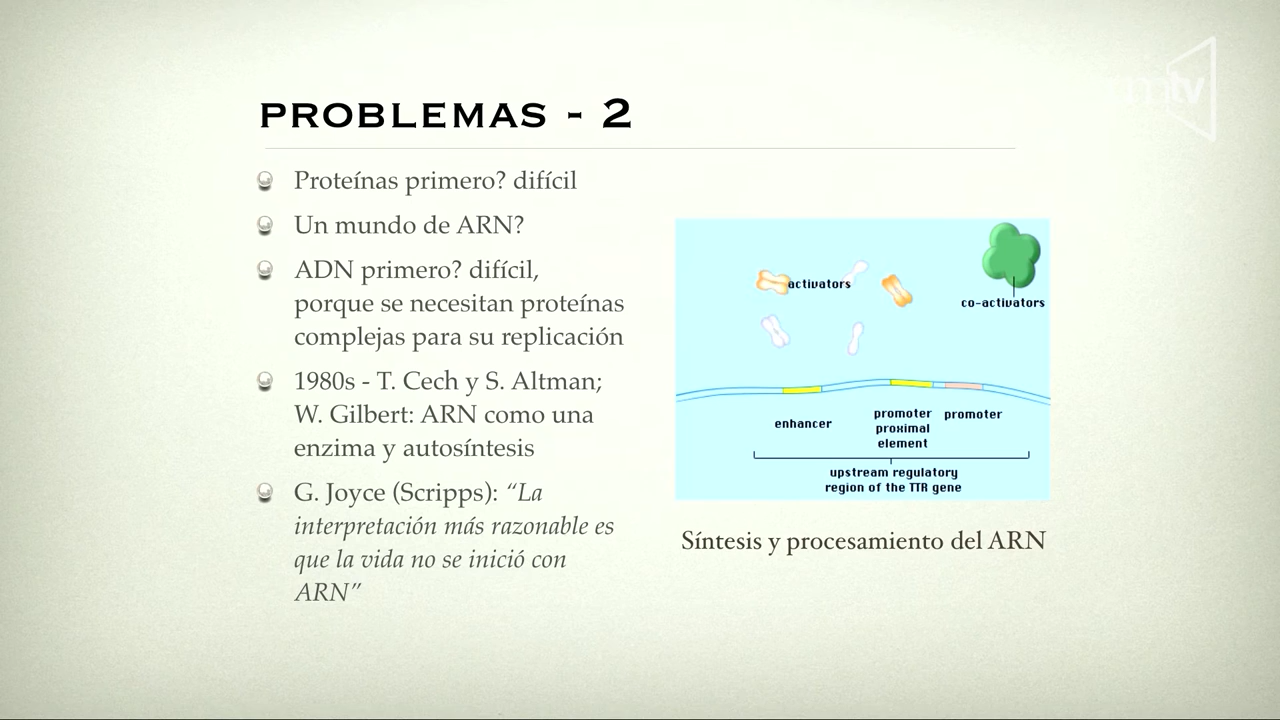 PROBLEMAS - 2
Proteínas primero? difícil
Un mundo de ARN?
ADN primero? difícil,
porque se necesitan proteínas
complejas para su replicación
1980s - T. Cech y S. Altman;
W. Gilbert: ARN como una
enzima y autosíntesis
G. Joyce (Scripps): “La
interpretación más razonable es
que la vida no se inició con
ARN”
activators
co-activators
enhancer
promoter
proximal
element
promoter
upstream regulatory
region of the TTR gene
Síntesis y procesamiento del ARN
umtv